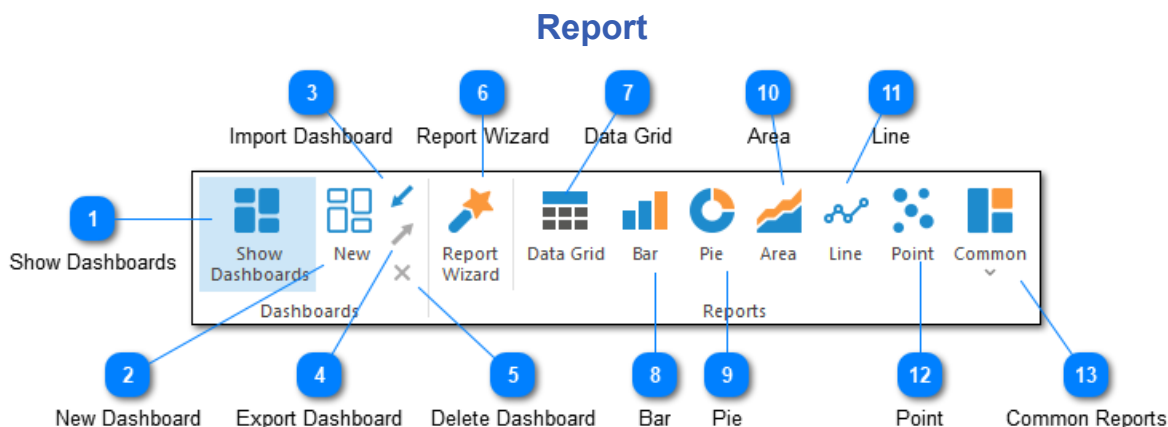 Report
3
6
7
10
11
Import Dashboard
Report Wizard
Data Grid
Area
Line
1
Show Dashboards
Show
Dashboards
New
Report
Wizard
Data Grid
Bar
Pie
Area
Line
Point
Common
Dashboards
Reports
2
4
5
8
9
12
13
New Dashboard
Export Dashboard
Delete Dashboard
Bar
Pie
Point
Common Reports